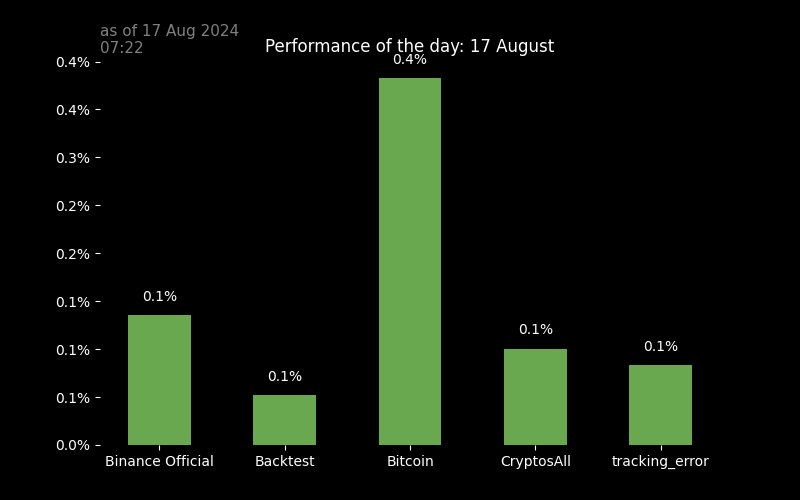 as of 17 Aug 2024
07:22
Performance of the day: 17 August
0.4%
0.4%
0.4%
0.3%
0.2%
0.2%
0.1%
0.1%
0.1%
0.1%
0.1%
0.1%
0.1%
0.0%
Binance Official
Backtest
Bitcoin
CryptosAll
tracking_error